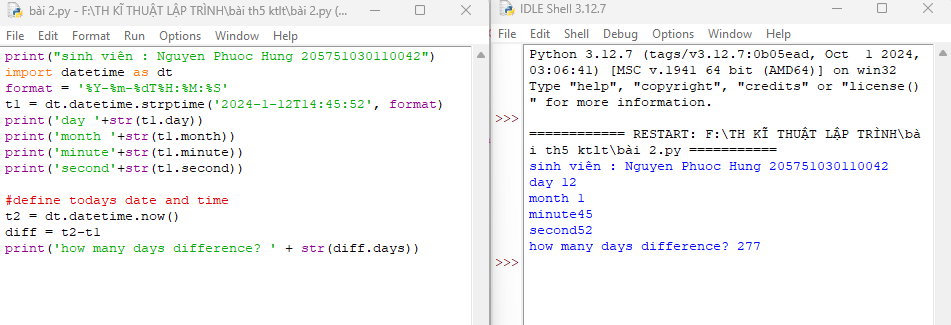 bài 2.py - F:\TH KĨ THUẬT LẬP TRÌNH\bài th5 ktlt\bài 2.py (...
File Edit Format Run Options Window Help
print("sinh viên : Nguyen Phuoc Hung 205751030110042")
import datetime as dt
format = '%Y-%m-%dT%H:%M:%S'
t1 = dt.datetime.strptime('2024-1-12T14:45:52', format)
print('day '+str(t1.day))
print('month '+str(t1.month))
print('minute'+str(t1.minute))
print('second'+str(t1.second))
#define todays date and time
t2 = dt.datetime.now()
diff = t2-t1
print('how many days difference? ' + str(diff.days))
IDLE Shell 3.12.7
File Edit Shell Debug Options Window Help
Python 3.12.7 (tags/v3.12.7:0b05ead, Oct  1 2024,
03:06:41) [MSC v.1941 64 bit (AMD64)] on win32
Type "help", "copyright", "credits" or "license()
" for more information.
>>>
============ RESTART: F:\TH KĨ THUẬT LẬP TRÌNH\bà
i th5 ktlt\bài 2.py ===========
sinh viên : Nguyen Phuoc Hung 205751030110042
day 12
month 1
minute45
second52
how many days difference? 277
>>>